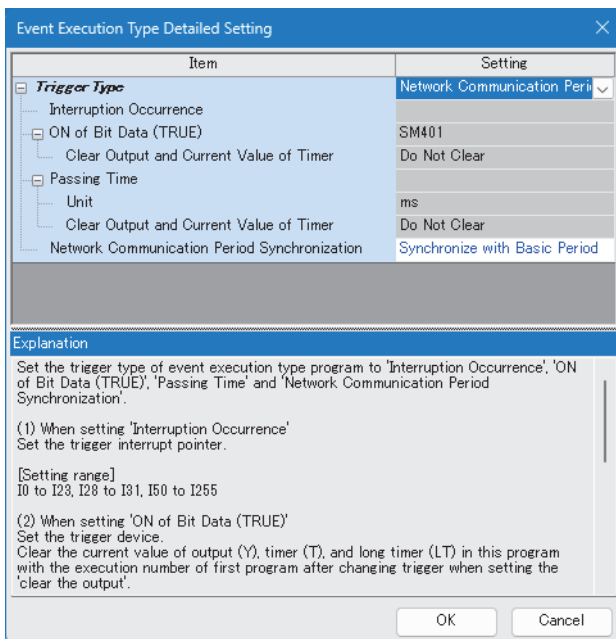 Event Execution Type Detailed Setting
Item Setting
Trigger Type Network Communication Peri
Interruption Occurrence
ON of Bit Data (TRUE) SM401
Clear Output and Current Value of Timer Do Not Clear
Passing Time
Unit ms
Clear Output and Current Value of Timer Do Not Clear
Network Communication Period Synchronization Synchronize with Basic Period
Explanation
Set the trigger type of event execution type program to 'Interruption Occurrence', 'ON
of Bit Data (TRUE)', 'Passing Time' and 'Network Communication Period
Synchronization'.
(1) When setting 'Interruption Occurrence'
Set the trigger interrupt pointer.
[Setting range]
I0 to I23, I28 to I31, I50 to I255
(2) When setting 'ON of Bit Data (TRUE)'
Set the trigger device.
Clear the current value of output (Y), timer (T), and long timer (LT) in this program
with the execution number of first program after changing trigger when setting the
'clear the output'.
OK Cancel